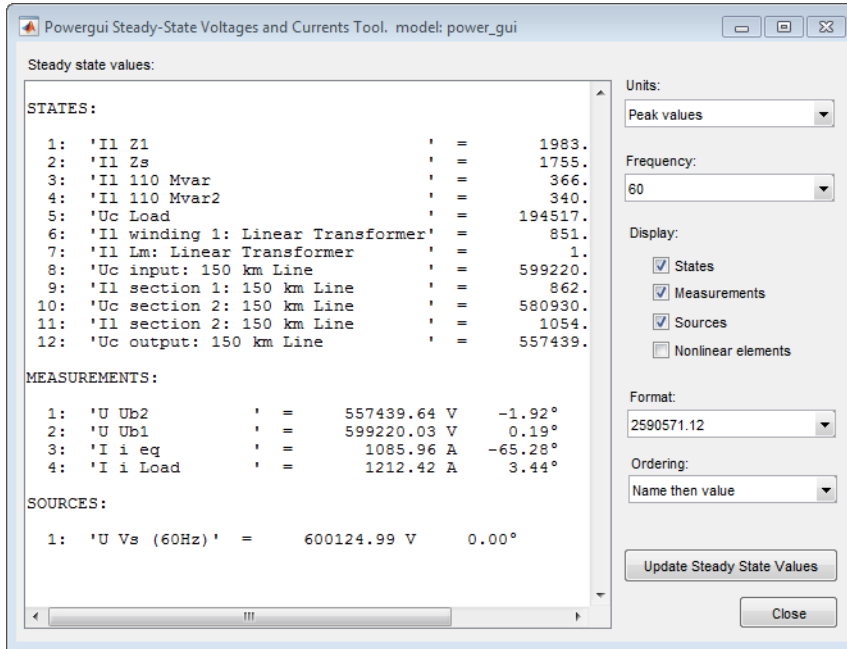 Powergui Steady-State Voltages and Currents Tool.  model: power_gui
Steady state values:
STATES:
1:  'Il Z1                             '  =         1983.
2:  'Il Zs                             '  =         1755.
3:  'Il 110 Mvar                       '  =          366.
4:  'Il 110 Mvar2                      '  =          340.
5:  'Uc Load                           '  =       194517.
6:  'Il winding 1: Linear Transformer'  =          851.
7:  'Il Lm: Linear Transformer         '  =            1.
8:  'Uc input: 150 km Line             '  =       599220.
9:  'Il section 1: 150 km Line         '  =          862.
10:  'Uc section 2: 150 km Line         '  =       580930.
11:  'Il section 2: 150 km Line         '  =         1054.
12:  'Uc output: 150 km Line            '  =       557439.
MEASUREMENTS:
1:  'U Ub2         '  =      557439.64 V    -1.92°
2:  'U Ub1         '  =      599220.03 V     0.19°
3:  'I i eq        '  =        1085.96 A   -65.28°
4:  'I i Load      '  =        1212.42 A     3.44°
SOURCES:
1:  'U Vs (60Hz)'  =     600124.99 V     0.00°
Units:
Peak values
Frequency:
60
Display:
States
Measurements
Sources
Nonlinear elements
Format:
2590571.12
Ordering:
Name then value
Update Steady State Values
Close